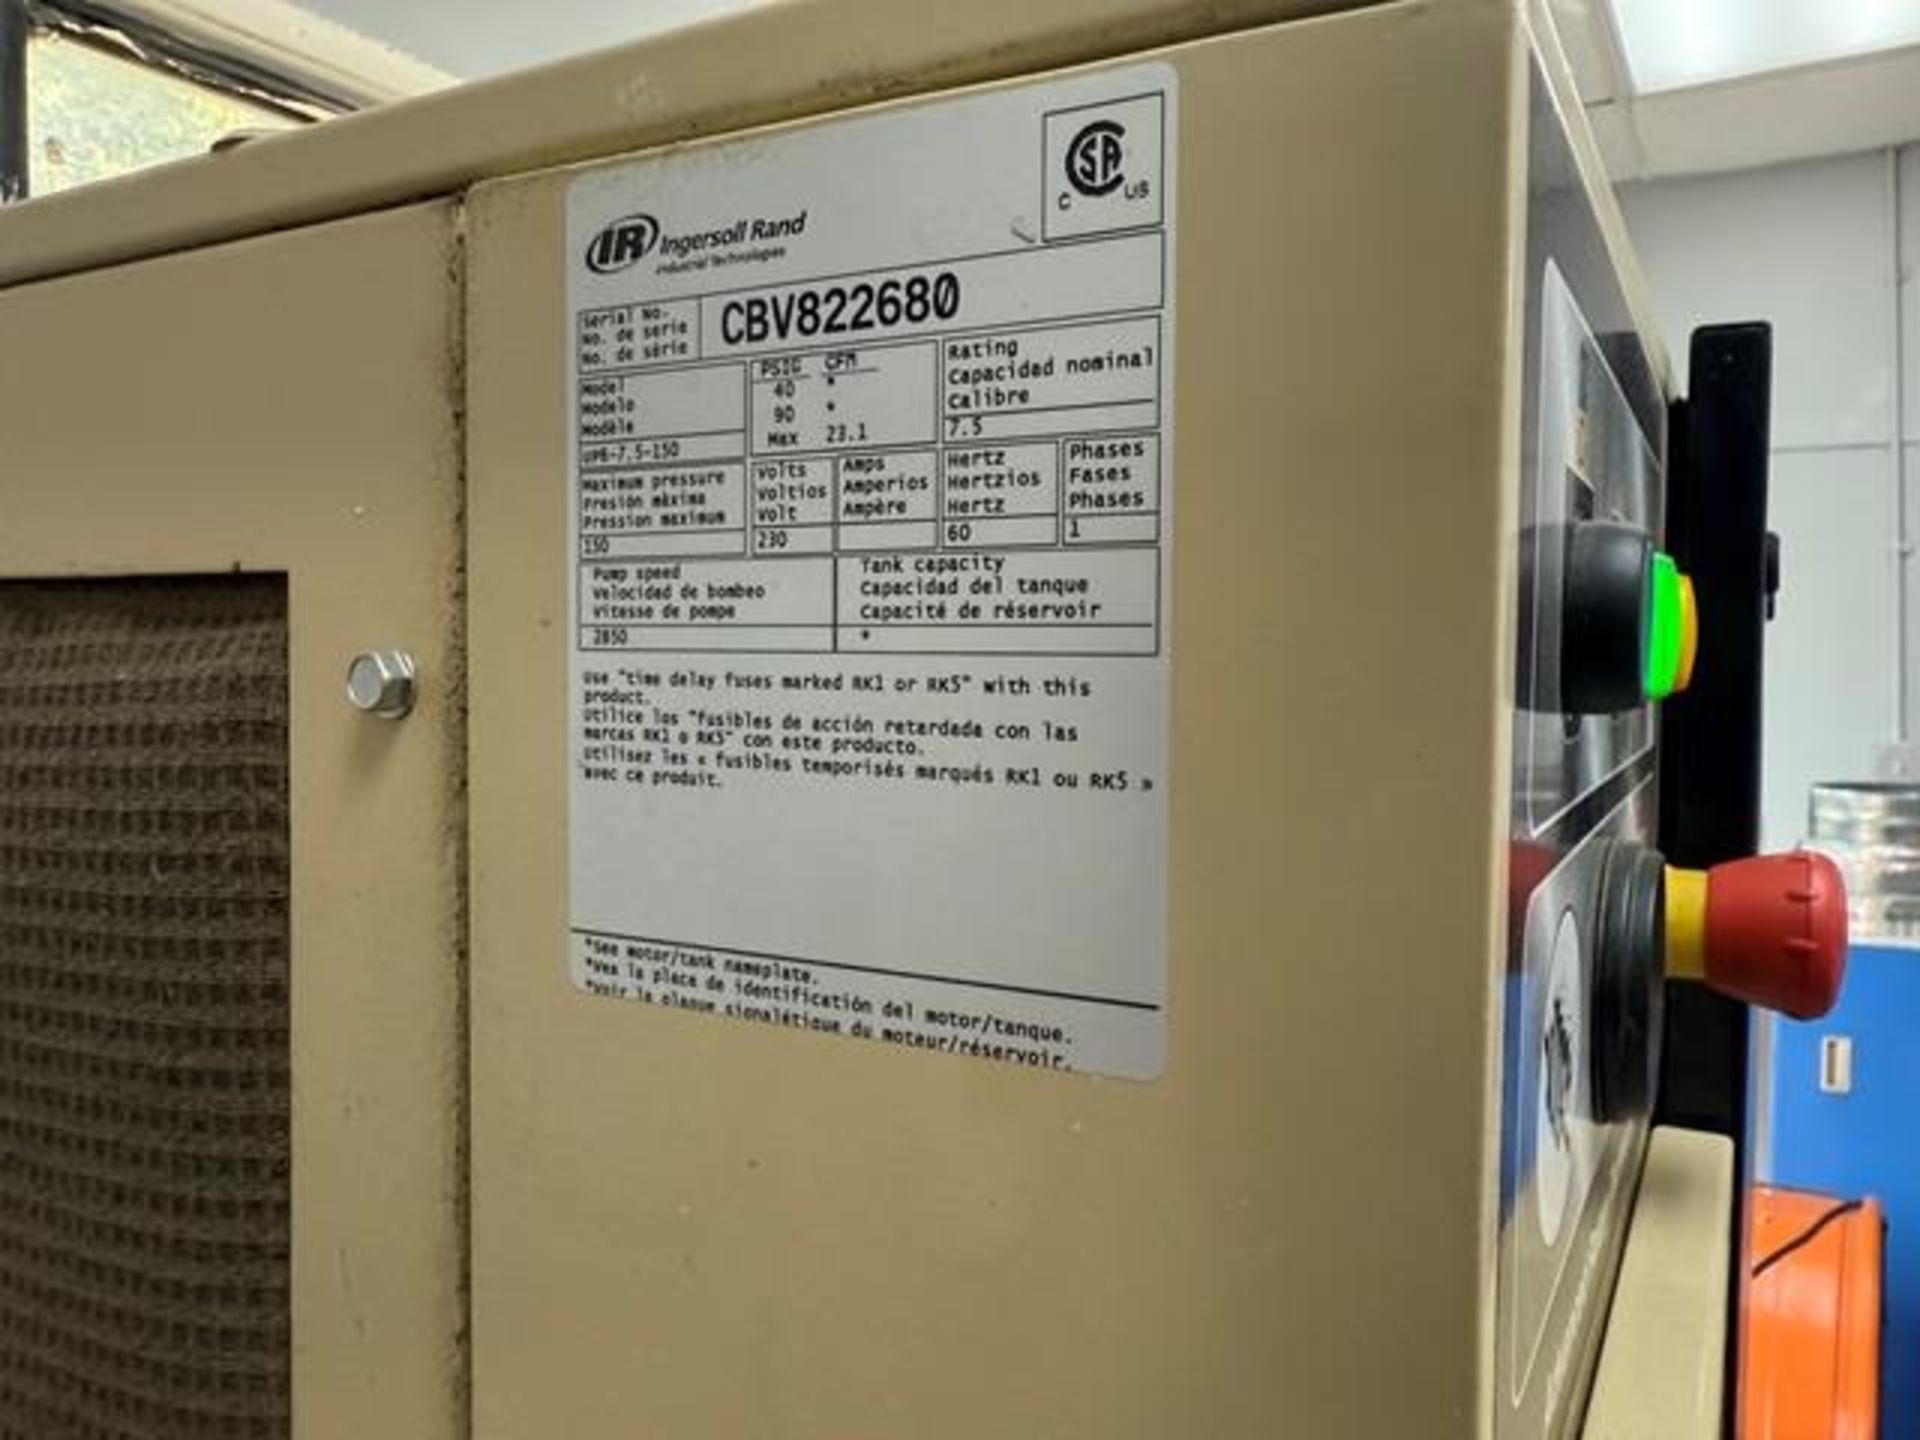 IR Ingersoll Rand
Industrial Technologies
CSA
C US
Serial No.
No. de serie
No. de série
CBV822680
Model
Modelo
Modèle
UP6-7.5-150
PSIG CFM
40 *
90 *
Max 23.1
Rating
Capacidad nominal
Calibre
7.5
Maximum pressure
Presión máxima
Pression maximum
150
Volts
Voltios
Volt
230
Amps
Amperios
Ampère
Hertz
Hertzios
Hertz
60
Phases
Fases
Phases
1
Pump speed
Velocidad de bombeo
Vitesse de pompe
2850
Tank capacity
Capacidad del tanque
Capacité de réservoir
*
Use "time delay fuses marked RK1 or RK5" with this
product.
Utilice los "fusibles de acción retardada con las
marcas RK1 o RK5" con este producto.
Utilisez les « fusibles temporisés marqués RK1 ou RK5 »
avec ce produit.
*See motor/tank nameplate.
*Vea la placa de identificatión del motor/tanque.
*Voir la plaque signalétique du moteur/réservoir.